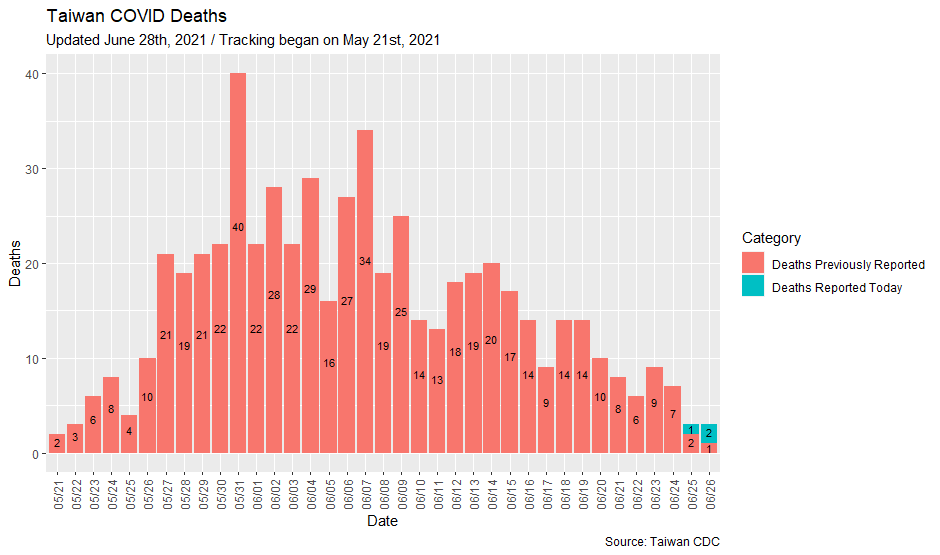 Taiwan COVID Deaths
Updated June 28th, 2021 / Tracking began on May 21st, 2021
Deaths
40
30
20
10
0
2 3 6 8 4 10 21 19 21 22 40 22 28 22 29 16 27 34 19 25 14 13 18 19 20 17 14 9 14 14 10 8 6 9 7 1 2 2 1
05/21 05/22 05/23 05/24 05/25 05/26 05/27 05/28 05/29 05/30 05/31 06/01 06/02 06/03 06/04 06/05 06/06 06/07 06/08 06/09 06/10 06/11 06/12 06/13 06/14 06/15 06/16 06/17 06/18 06/19 06/20 06/21 06/22 06/23 06/24 06/25 06/26
Date
Category
Deaths Previously Reported
Deaths Reported Today
Source: Taiwan CDC